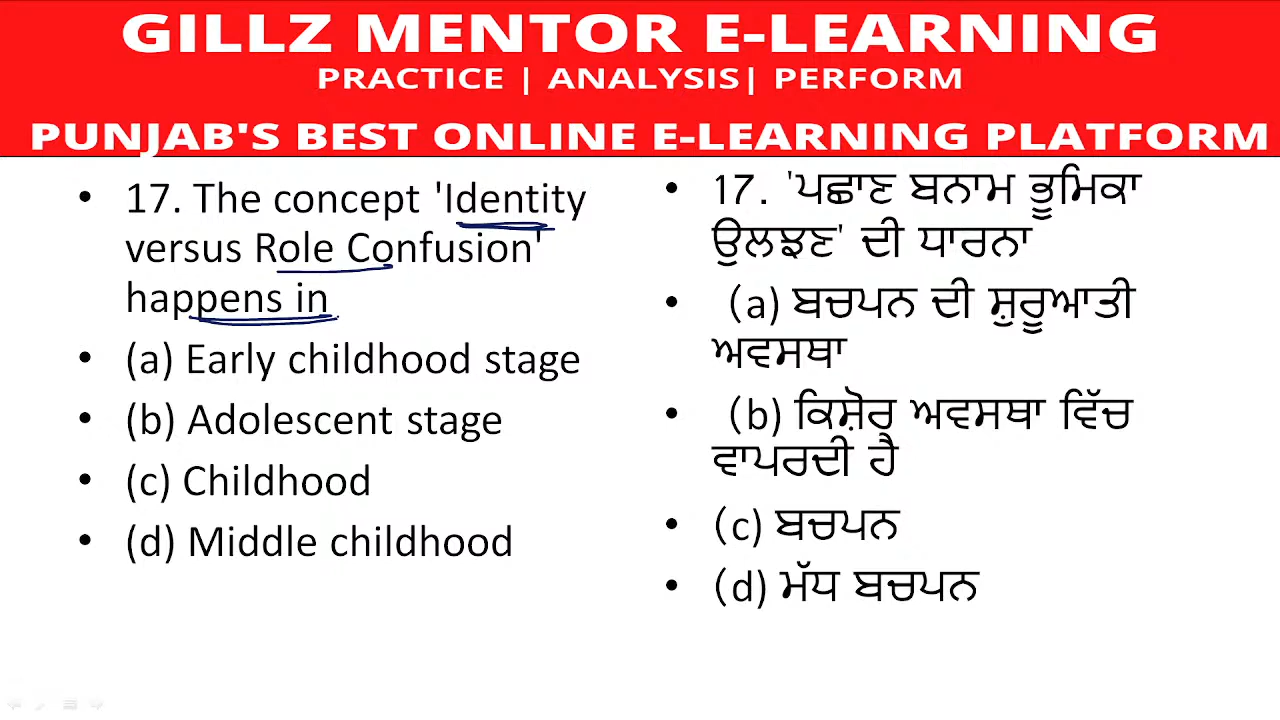 GILLZ MENTOR E-LEARNING
PRACTICE | ANALYSIS| PERFORM
PUNJAB'S BEST ONLINE E-LEARNING PLATFORM
• 17. The concept 'Identity
versus Role Confusion'
happens in
• (a) Early childhood stage
• (b) Adolescent stage
• (c) Childhood
• (d) Middle childhood
• 17. 'ਪਛਾਣ ਬਨਾਮ ਭੂਮਿਕਾ
ਉਲਝਣ' ਦੀ ਧਾਰਨਾ
• (a) ਬਚਪਨ ਦੀ ਸ਼ੁਰੂਆਤੀ
ਅਵਸਥਾ
• (b) ਕਿਸ਼ੋਰ ਅਵਸਥਾ ਵਿੱਚ
ਵਾਪਰਦੀ ਹੈ
• (c) ਬਚਪਨ
• (d) ਮੱਧ ਬਚਪਨ